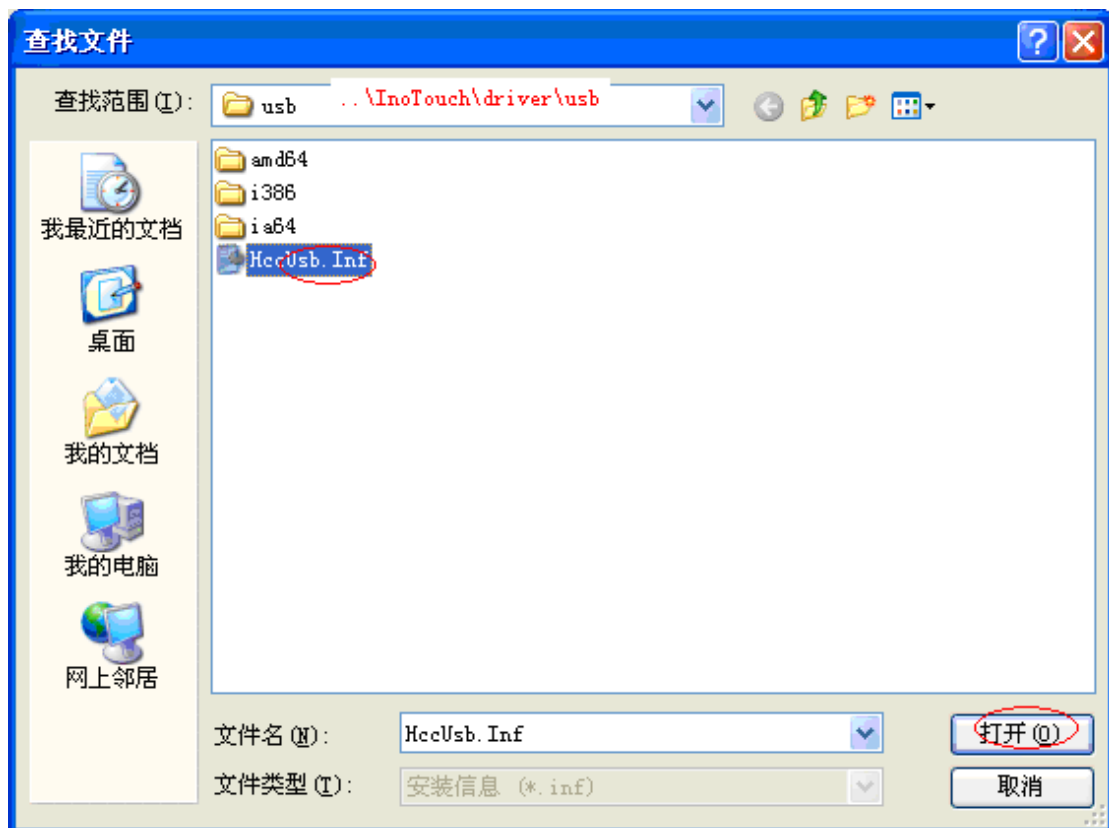 查找文件
查找范围(I):
usb
..\InoTouch\driver\usb
amd64
i386
ia64
HccUsb.Inf
我最近的文档
桌面
我的文档
我的电脑
网上邻居
文件名(N):
HccUsb.Inf
打开(O)
文件类型(T):
安装信息 (*.inf)
取消